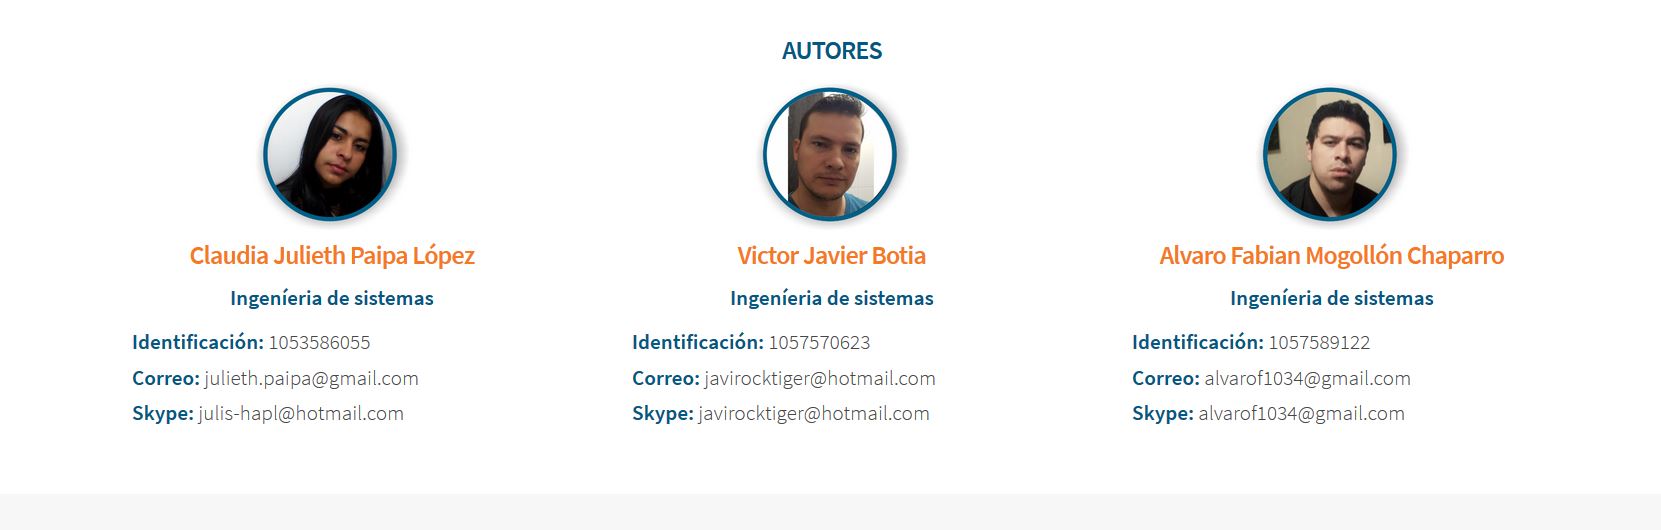 AUTORES
Claudia Julieth Paipa López
Ingeníeria de sistemas
Identificación: 1053586055
Correo: julieth.paipa@gmail.com
Skype: julis-hapl@hotmail.com
Victor Javier Botia
Ingeníeria de sistemas
Identificación: 1057570623
Correo: javirocktiger@hotmail.com
Skype: javirocktiger@hotmail.com
Alvaro Fabian Mogollón Chaparro
Ingeníeria de sistemas
Identificación: 1057589122
Correo: alvarof1034@gmail.com
Skype: alvarof1034@gmail.com